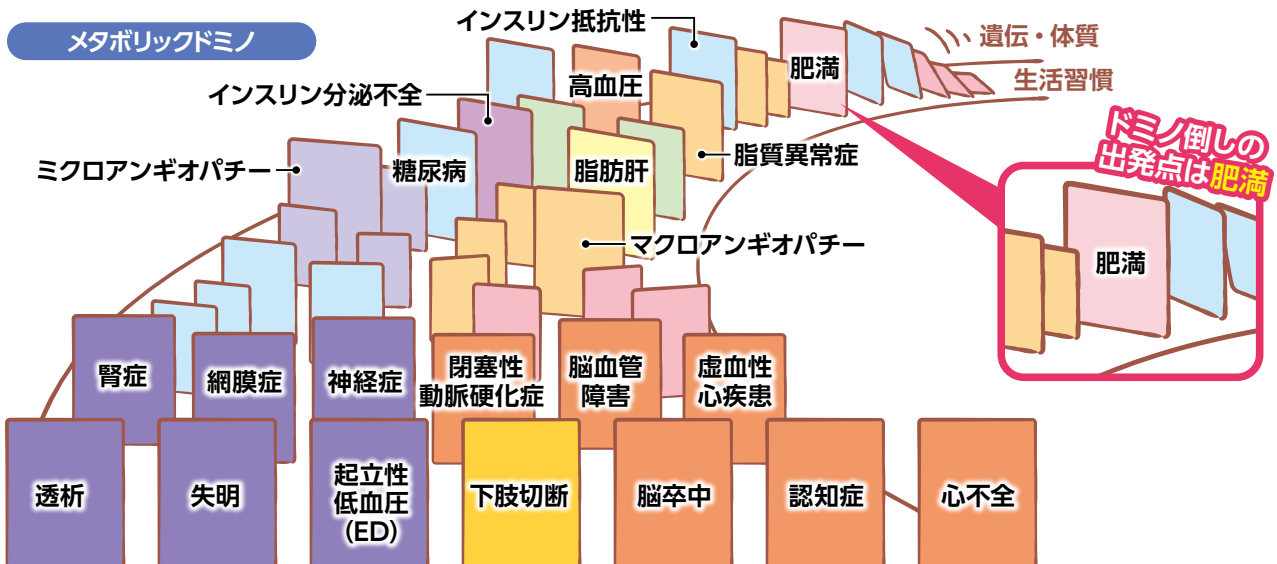 メタボリックドミノ
インスリン抵抗性
遺伝・体質
生活習慣
肥満
高血圧
インスリン分泌不全
脂質異常症
ミクロアンギオパチー
糖尿病
脂肪肝
マクロアンギオパチー
ドミノ倒しの
出発点は肥満
肥満
腎症
網膜症
神経症
閉塞性
動脈硬化症
脳血管
障害
虚血性
心疾患
透析
失明
起立性
低血圧
(ED)
下肢切断
脳卒中
認知症
心不全